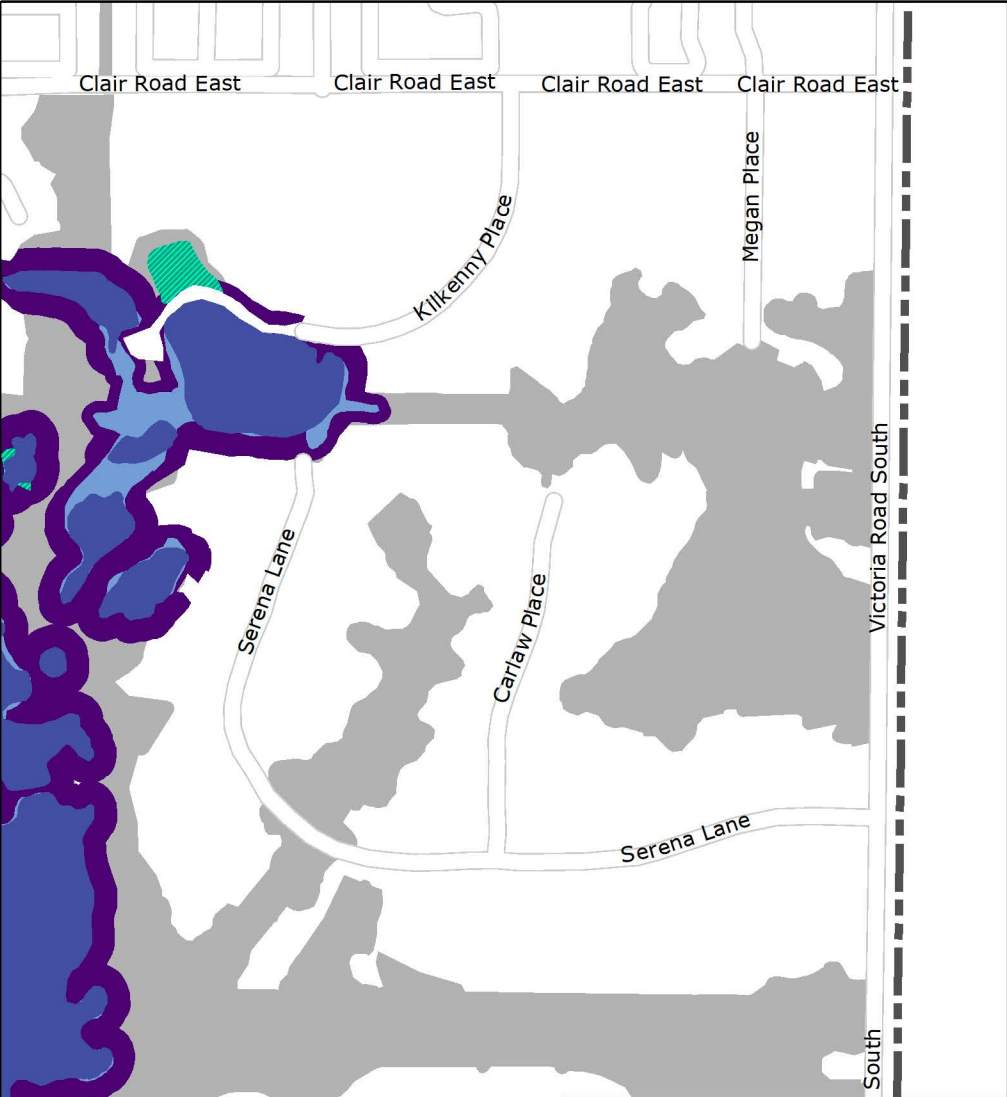 Clair Road East
Clair Road East
Clair Road East
Clair Road East
Megan Place
Kilkenny Place
Victoria Road South
Serena Lane
Carlaw Place
Serena Lane
South